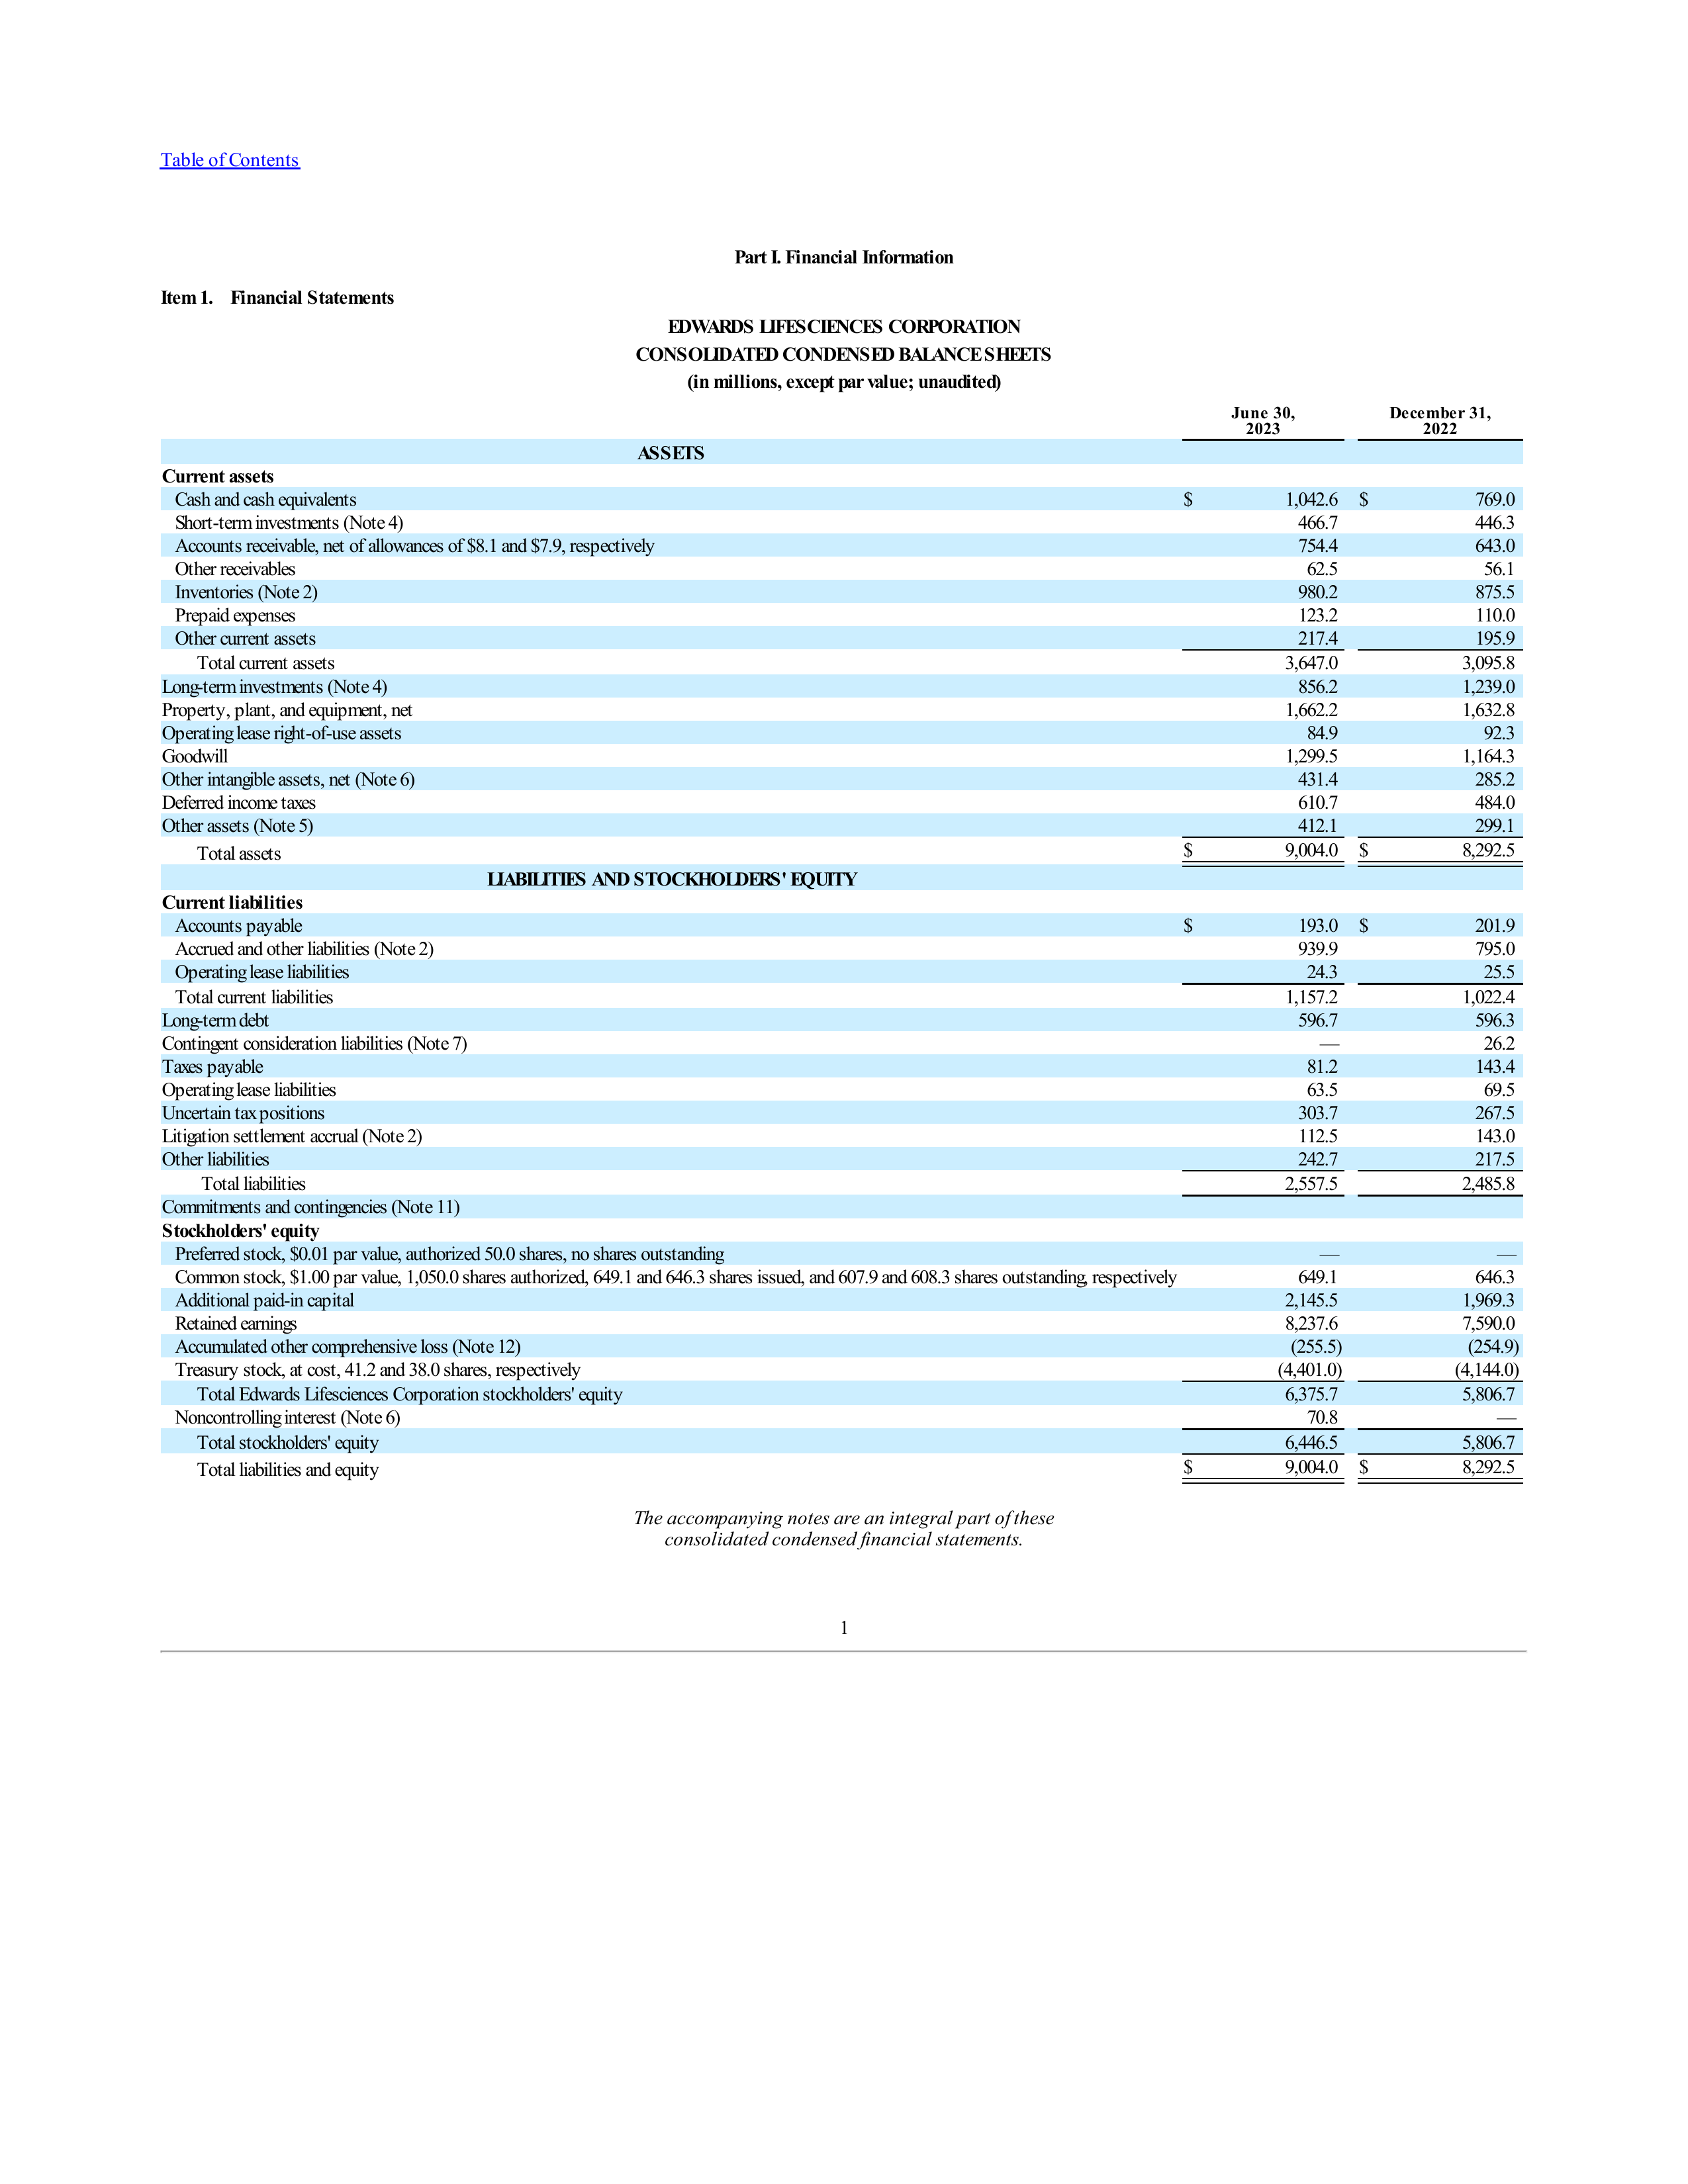 Table of Contents
Part I. Financial Information
Item 1. Financial Statements
EDWARDS LIFESCIENCES CORPORATION
CONSOLIDATED CONDENSED BALANCE SHEETS
(in millions, except par value; unaudited)
June 30, 2023 December 31, 2022
ASSETS
Current assets
Cash and cash equivalents $ 1,042.6 $ 769.0
Short-term investments (Note 4) 466.7 446.3
Accounts receivable, net of allowances of $8.1 and $7.9, respectively 754.4 643.0
Other receivables 62.5 56.1
Inventories (Note 2) 980.2 875.5
Prepaid expenses 123.2 110.0
Other current assets 217.4 195.9
Total current assets 3,647.0 3,095.8
Long-term investments (Note 4) 856.2 1,239.0
Property, plant, and equipment, net 1,662.2 1,632.8
Operating lease right-of-use assets 84.9 92.3
Goodwill 1,299.5 1,164.3
Other intangible assets, net (Note 6) 431.4 285.2
Deferred income taxes 610.7 484.0
Other assets (Note 5) 412.1 299.1
Total assets $ 9,004.0 $ 8,292.5
LIABILITIES AND STOCKHOLDERS' EQUITY
Current liabilities
Accounts payable $ 193.0 $ 201.9
Accrued and other liabilities (Note 2) 939.9 795.0
Operating lease liabilities 24.3 25.5
Total current liabilities 1,157.2 1,022.4
Long-term debt 596.7 596.3
Contingent consideration liabilities (Note 7) — 26.2
Taxes payable 81.2 143.4
Operating lease liabilities 63.5 69.5
Uncertain tax positions 303.7 267.5
Litigation settlement accrual (Note 2) 112.5 143.0
Other liabilities 242.7 217.5
Total liabilities 2,557.5 2,485.8
Commitments and contingencies (Note 11)
Stockholders' equity
Preferred stock, $0.01 par value, authorized 50.0 shares, no shares outstanding — —
Common stock, $1.00 par value, 1,050.0 shares authorized, 649.1 and 646.3 shares issued, and 607.9 and 608.3 shares outstanding, respectively 649.1 646.3
Additional paid-in capital 2,145.5 1,969.3
Retained earnings 8,237.6 7,590.0
Accumulated other comprehensive loss (Note 12) (255.5) (254.9)
Treasury stock, at cost, 41.2 and 38.0 shares, respectively (4,401.0) (4,144.0)
Total Edwards Lifesciences Corporation stockholders' equity 6,375.7 5,806.7
Noncontrolling interest (Note 6) 70.8 —
Total stockholders' equity 6,446.5 5,806.7
Total liabilities and equity $ 9,004.0 $ 8,292.5
The accompanying notes are an integral part of these
consolidated condensed financial statements.
1